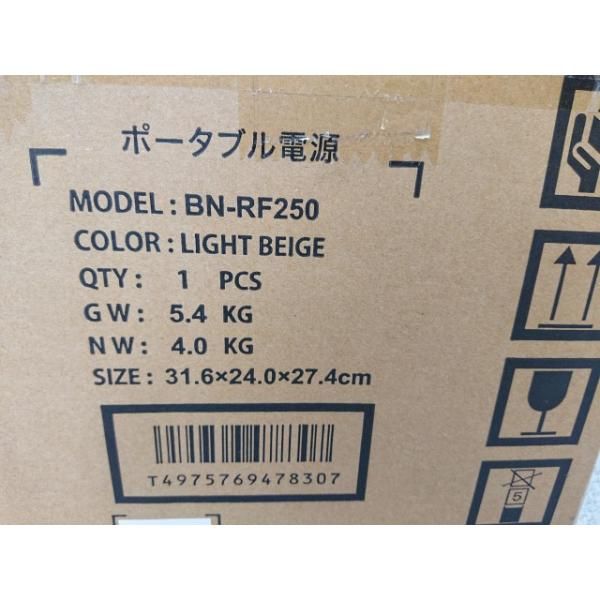 ポータブル電源
MODEL : BN-RF250
COLOR : LIGHT BEIGE
QTY : 1 PCS
GW : 5.4 KG
NW : 4.0 KG
SIZE : 31.6×24.0×27.4cm
T4975769478307
5